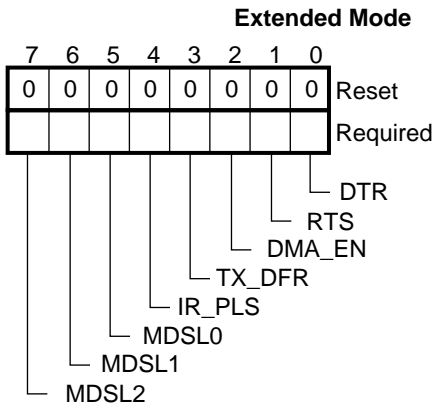 Extended Mode
7 6 5 4 3 2 1 0
0 0 0 0 0 0 0 0 Reset
Required
DTR
RTS
DMA_EN
TX_DFR
IR_PLS
MDSL0
MDSL1
MDSL2